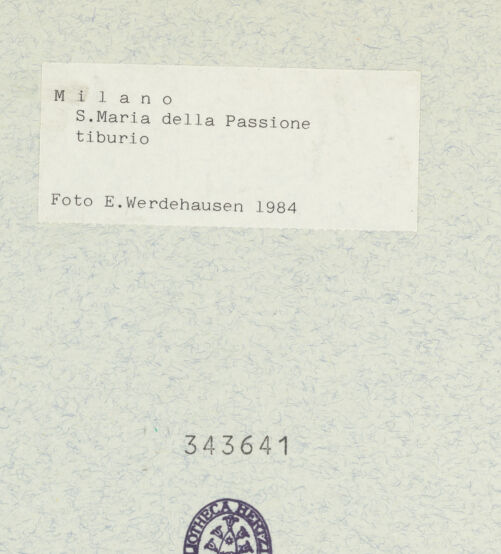 M i l a n o
S.Maria della Passione
tiburio
Foto E.Werdehausen 1984
343641